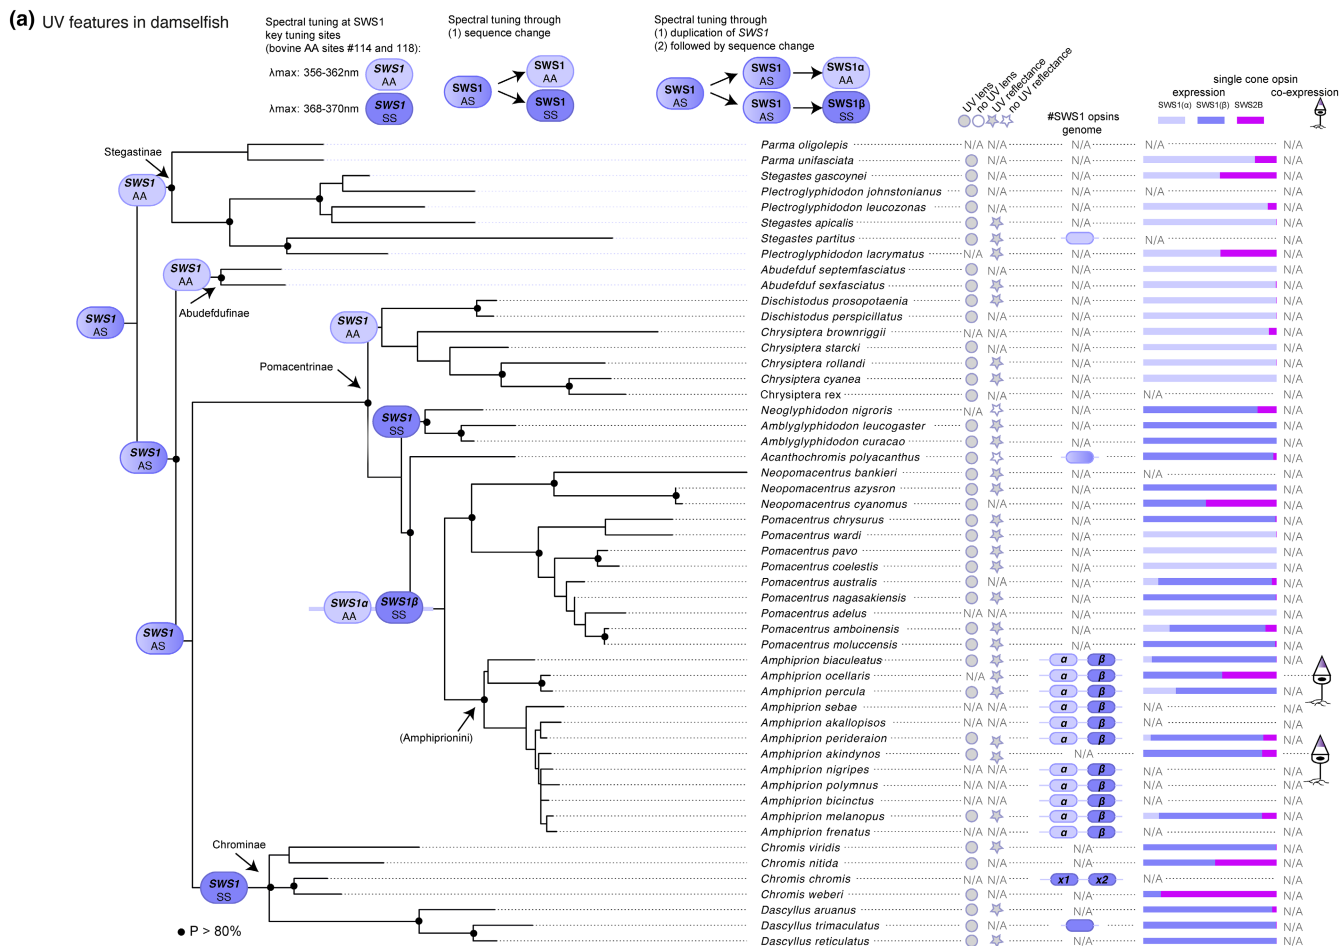 (a) UV features in damselfish
Spectral tuning at SWS1
key tuning sites
(bovine AA sites #114 and 118):
λmax: 356-362nm
SWS1
AA
λmax: 368-370nm
SWS1
SS
Spectral tuning through
(1) sequence change
SWS1
AS
SWS1
AA
SWS1
SS
Spectral tuning through
(1) duplication of SWS1
(2) followed by sequence change
SWS1
AS
SWS1
AS
SWS1α
AA
SWS1
AS
SWS1β
SS
UV lens
no UV lens
UV reflectance
no UV reflectance
#SWS1 opsins
genome
single cone opsin
expression
co-expression
SWS1(α) SWS1(β) SWS2B
Stegastinae
SWS1
AA
SWS1
AA
Abudefdufinae
SWS1
AS
SWS1
AA
Pomacentrinae
SWS1
SS
SWS1
AS
SWS1α
AA
SWS1β
SS
SWS1
AS
(Amphiprionini)
Chrominae
SWS1
SS
P > 80%
Parma oligolepis N/A N/A N/A N/A N/A
Parma unifasciata N/A N/A N/A
Stegastes gascoynei N/A N/A N/A
Plectroglyphidodon johnstonianus N/A N/A N/A N/A
Plectroglyphidodon leucozonas N/A N/A N/A
Stegastes apicalis N/A N/A
Stegastes partitus N/A N/A
Plectroglyphidodon lacrymatus N/A N/A N/A
Abudefduf septemfasciatus N/A N/A N/A
Abudefduf sexfasciatus N/A N/A
Dischistodus prosopotaenia N/A N/A
Dischistodus perspicillatus N/A N/A N/A
Chrysiptera brownriggii N/A N/A N/A N/A
Chrysiptera starcki N/A N/A N/A
Chrysiptera rollandi N/A N/A
Chrysiptera cyanea N/A N/A
Chrysiptera rex N/A N/A N/A N/A
Neoglyphidodon nigroris N/A N/A N/A
Amblyglyphidodon leucogaster N/A N/A
Amblyglyphidodon curacao N/A N/A
Acanthochromis polyacanthus N/A
Neopomacentrus bankieri N/A N/A N/A
Neopomacentrus azysron N/A N/A
Neopomacentrus cyanomus N/A N/A N/A
Pomacentrus chrysurus N/A N/A
Pomacentrus wardi N/A N/A
Pomacentrus pavo N/A N/A
Pomacentrus coelestis N/A N/A
Pomacentrus australis N/A N/A N/A
Pomacentrus nagasakiensis N/A N/A
Pomacentrus adelus N/A N/A N/A N/A
Pomacentrus amboinensis N/A N/A
Pomacentrus moluccensis N/A N/A
Amphiprion biaculeatus α β N/A
Amphiprion ocellaris N/A α β
Amphiprion percula α β N/A
Amphiprion sebae N/A N/A α β N/A N/A
Amphiprion akallopisos N/A N/A α β N/A N/A
Amphiprion perideraion α β N/A
Amphiprion akindynos N/A
Amphiprion nigripes N/A N/A α β N/A N/A
Amphiprion polymnus N/A N/A α β N/A N/A
Amphiprion bicinctus N/A N/A α β N/A N/A
Amphiprion melanopus α β N/A
Amphiprion frenatus N/A N/A α β N/A N/A
Chromis viridis N/A N/A
Chromis nitida N/A N/A N/A
Chromis chromis N/A N/A x1 x2 N/A N/A
Chromis weberi N/A N/A N/A
Dascyllus aruanus N/A N/A
Dascyllus trimaculatus N/A N/A
Dascyllus reticulatus N/A N/A